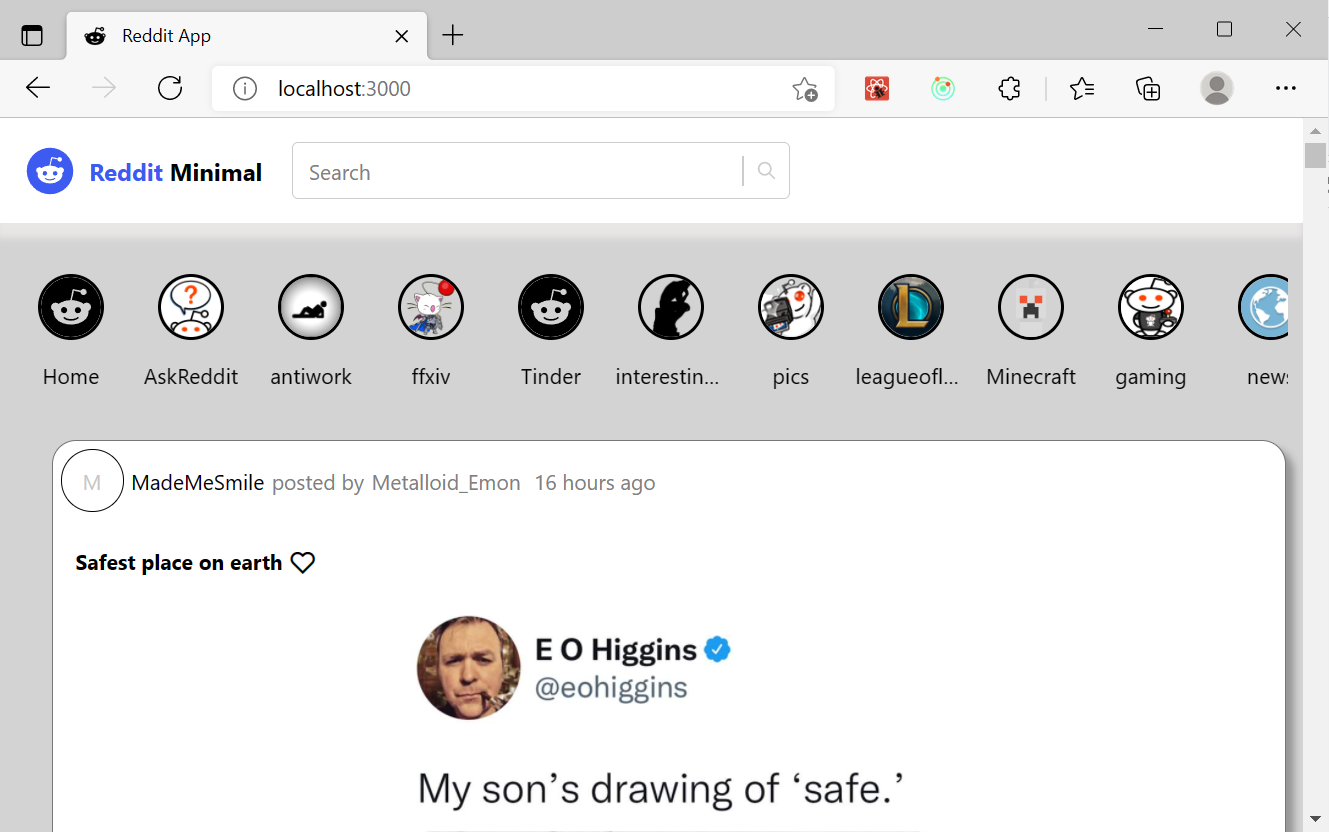 Reddit App
localhost:3000
Reddit Minimal
Search
Home AskReddit antiwork ffxiv Tinder interestin... pics leagueofl... Minecraft gaming news
M MadeMeSmile posted by Metalloid_Emon 16 hours ago
Safest place on earth
E O Higgins
@eohiggins
My son’s drawing of ‘safe.’